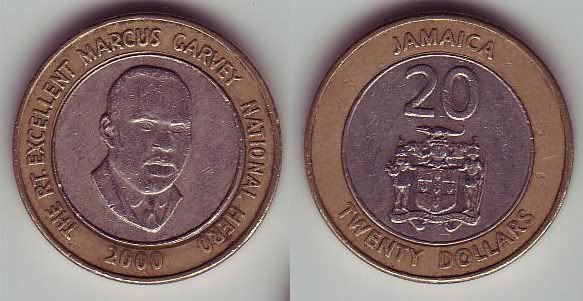 THE RT. EXCELLENT MARCUS GARVEY NATIONAL HERO
2000
JAMAICA
20
TWENTY DOLLARS